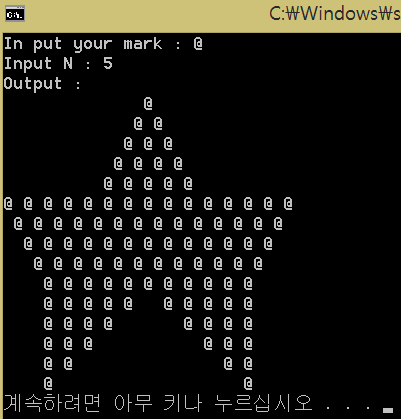 C:₩Windows₩s
In put your mark : @
Input N : 5
Output :
              @
             @ @
            @ @ @
           @ @ @ @
          @ @ @ @ @
@ @ @ @ @ @ @ @ @ @ @ @ @ @ @
 @ @ @ @ @ @ @ @ @ @ @ @ @ @
  @ @ @ @ @ @ @ @ @ @ @ @ @
   @ @ @ @ @ @ @ @ @ @ @ @
    @ @ @ @ @ @ @ @ @ @ @
    @ @ @ @ @   @ @ @ @ @
    @ @ @ @       @ @ @ @
    @ @ @           @ @ @
    @ @               @ @
    @                   @
계속하려면 아무 키나 누르십시오 . . .